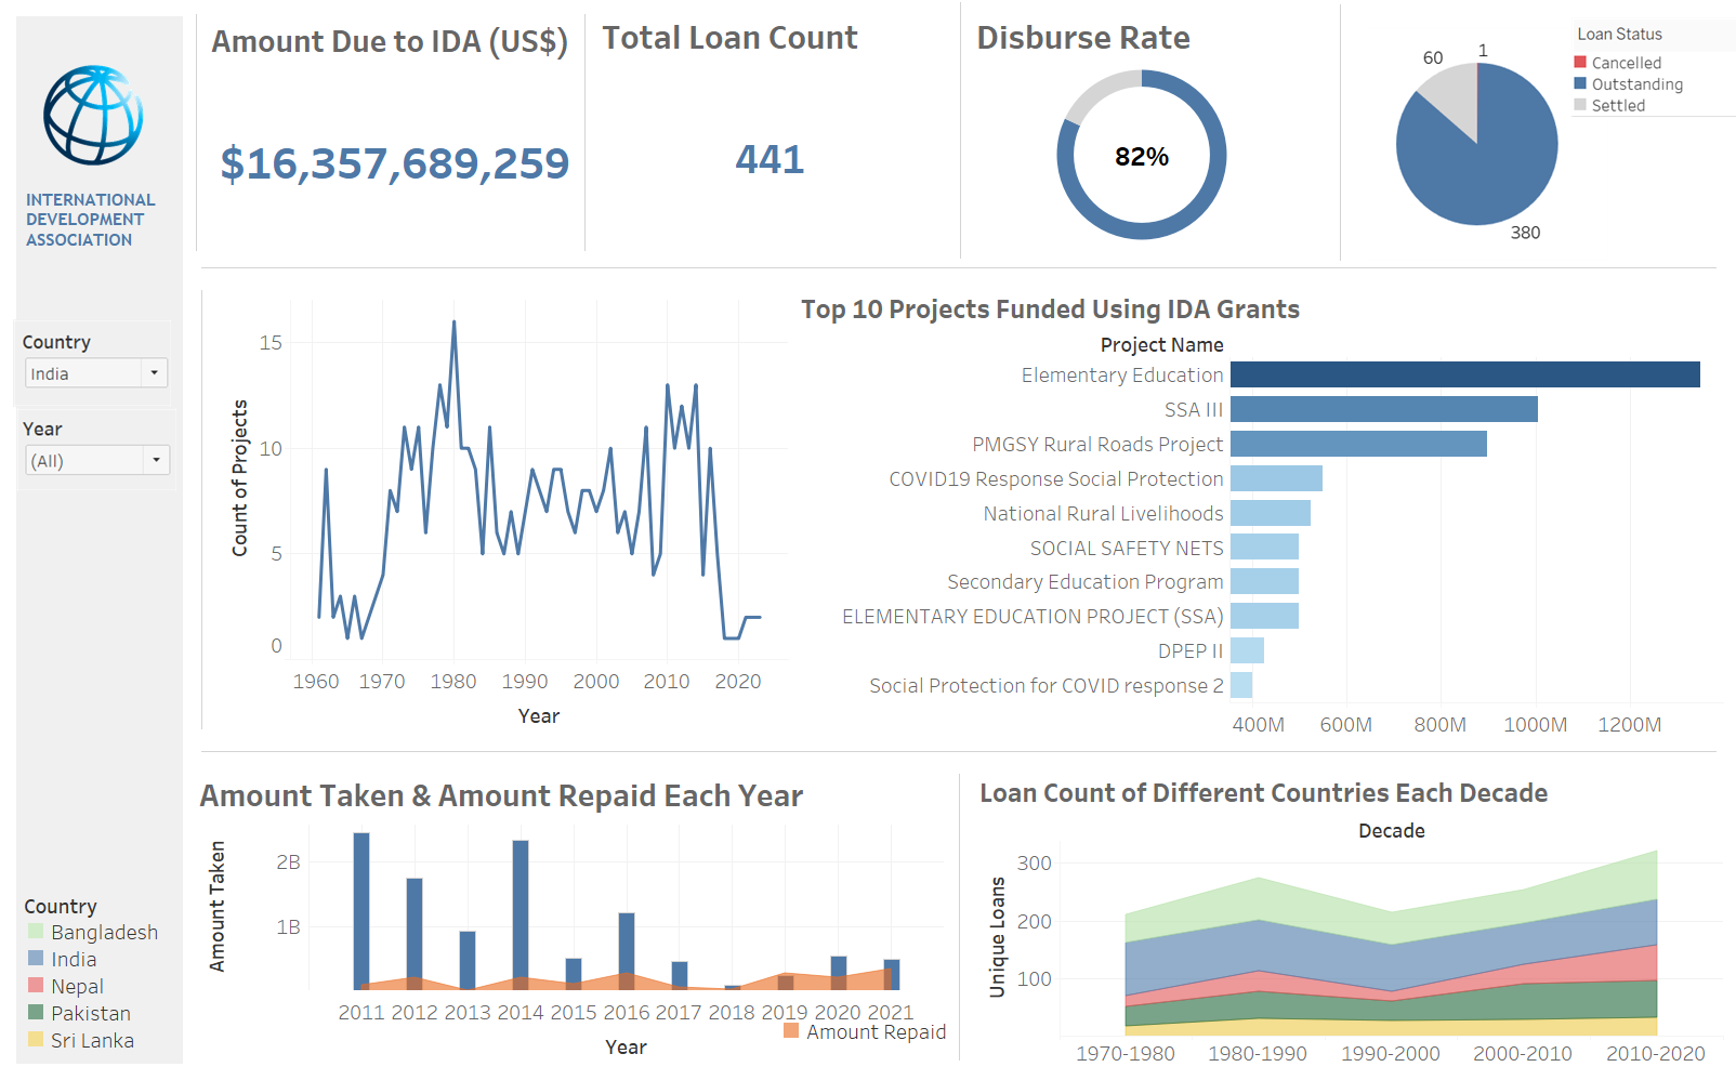 INTERNATIONAL
DEVELOPMENT
ASSOCIATION
Country
India
Year
(All)
Country
Bangladesh
India
Nepal
Pakistan
Sri Lanka
Amount Due to IDA (US$)
$16,357,689,259
Total Loan Count
441
Disburse Rate
82%
60
1
380
Loan Status
Cancelled
Outstanding
Settled
Count of Projects
15
10
5
0
1960 1970 1980 1990 2000 2010 2020
Year
Top 10 Projects Funded Using IDA Grants
Project Name
Elementary Education
SSA III
PMGSY Rural Roads Project
COVID19 Response Social Protection
National Rural Livelihoods
SOCIAL SAFETY NETS
Secondary Education Program
ELEMENTARY EDUCATION PROJECT (SSA)
DPEP II
Social Protection for COVID response 2
400M 600M 800M 1000M 1200M
Amount Taken & Amount Repaid Each Year
Amount Taken
2B
1B
2011 2012 2013 2014 2015 2016 2017 2018 2019 2020 2021
Amount Repaid
Year
Loan Count of Different Countries Each Decade
Decade
Unique Loans
300
200
100
1970-1980 1980-1990 1990-2000 2000-2010 2010-2020